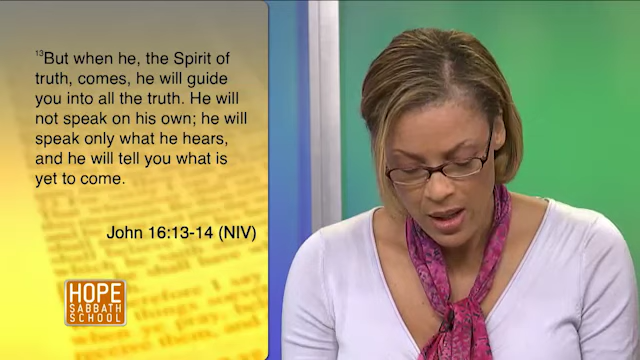 ¹³But when he, the Spirit of
truth, comes, he will guide
you into all the truth. He will
not speak on his own; he will
speak only what he hears,
and he will tell you what is
yet to come.
John 16:13-14 (NIV)
HOPE
SABBATH
SCHOOL